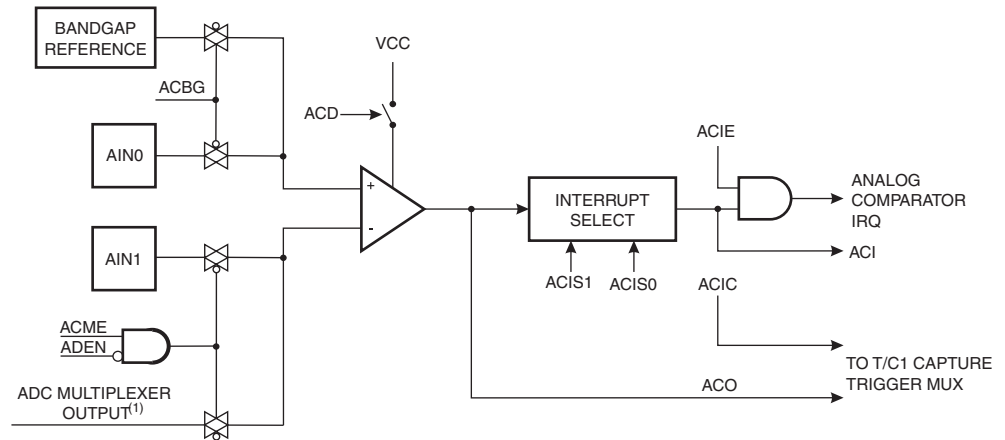 BANDGAP
REFERENCE
VCC
ACBG
ACD
ACIE
AIN0
+
-
INTERRUPT
SELECT
ANALOG
COMPARATOR
IRQ
AIN1
ACI
ACIS1
ACIS0
ACIC
ACME
ADEN
TO T/C1 CAPTURE
TRIGGER MUX
ADC MULTIPLEXER
OUTPUT(1)
ACO